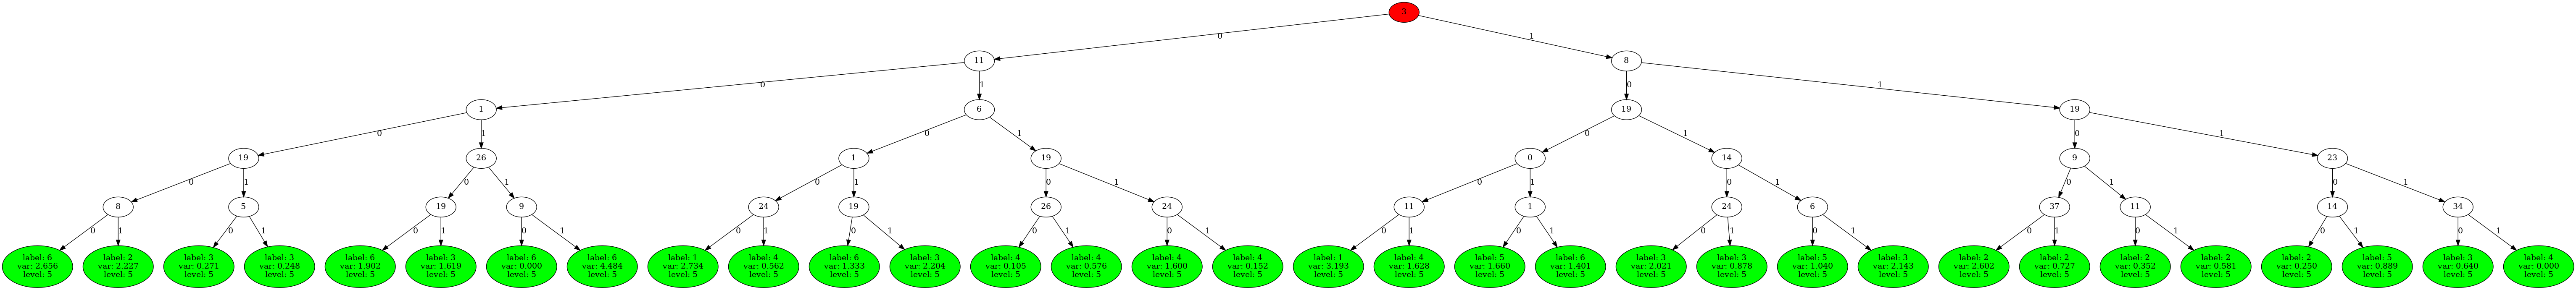 3
0
1
11
8
0
1
0
1
1
6
19
19
0
1
0
1
0
1
0
1
19
26
1
19
0
14
9
23
0
1
0
1
0
1
0
1
0
1
0
1
0
1
0
1
8
5
19
9
24
19
26
24
11
1
24
6
37
11
14
34
0
1
0
1
0
1
0
1
0
1
0
1
0
1
0
1
0
1
0
1
0
1
0
1
0
1
0
1
0
1
0
1
label: 6
var: 2.656
level: 5
label: 2
var: 2.227
level: 5
label: 3
var: 0.271
level: 5
label: 3
var: 0.248
level: 5
label: 6
var: 1.902
level: 5
label: 3
var: 1.619
level: 5
label: 6
var: 0.000
level: 5
label: 6
var: 4.484
level: 5
label: 1
var: 2.734
level: 5
label: 4
var: 0.562
level: 5
label: 6
var: 1.333
level: 5
label: 3
var: 2.204
level: 5
label: 4
var: 0.105
level: 5
label: 4
var: 0.576
level: 5
label: 4
var: 1.600
level: 5
label: 4
var: 0.152
level: 5
label: 1
var: 3.193
level: 5
label: 4
var: 1.628
level: 5
label: 5
var: 1.660
level: 5
label: 6
var: 1.401
level: 5
label: 3
var: 2.021
level: 5
label: 3
var: 0.878
level: 5
label: 5
var: 1.040
level: 5
label: 3
var: 2.143
level: 5
label: 2
var: 2.602
level: 5
label: 2
var: 0.727
level: 5
label: 2
var: 0.352
level: 5
label: 2
var: 0.581
level: 5
label: 2
var: 0.250
level: 5
label: 5
var: 0.889
level: 5
label: 3
var: 0.640
level: 5
label: 4
var: 0.000
level: 5